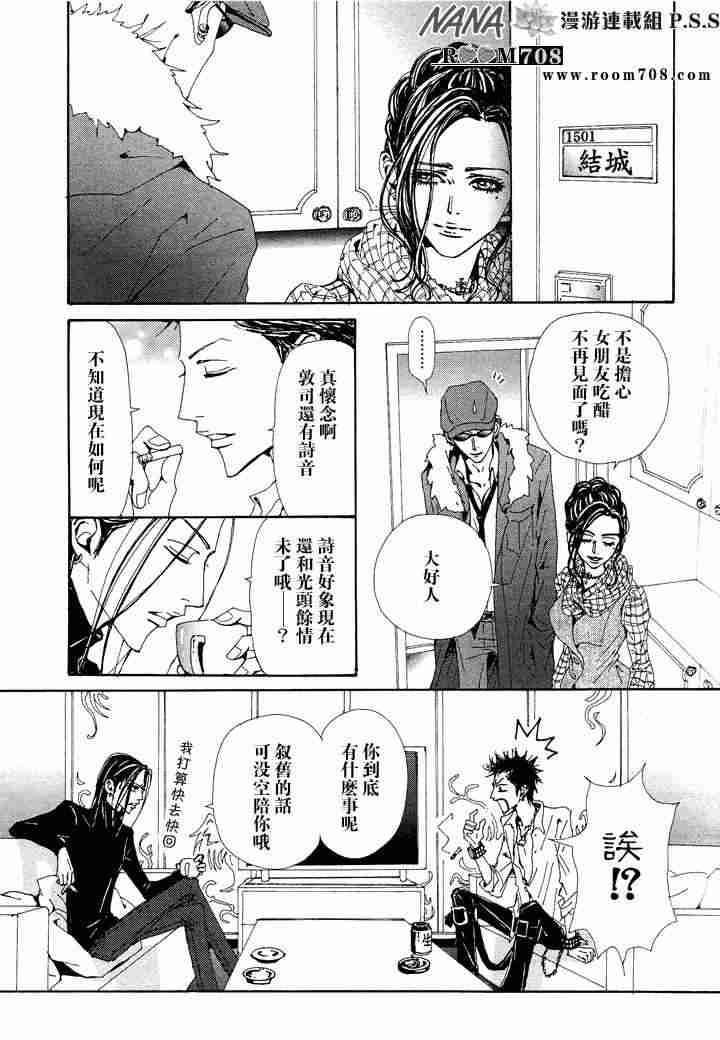 NANA 漫游連載組 P.S.S
ROOM 708
www.room708.com
1501
結城
不是擔心
女朋友吃醋
不再見面了嗎？
………
大好人
真懷念啊
敦司還有詩音
不知道現在如何呢
詩音好象現在
還和光頭餘情
未了哦——？
誒!?
你到底
有什麼事呢
叙舊的話
可没空陪你哦
我打算快去快回
生